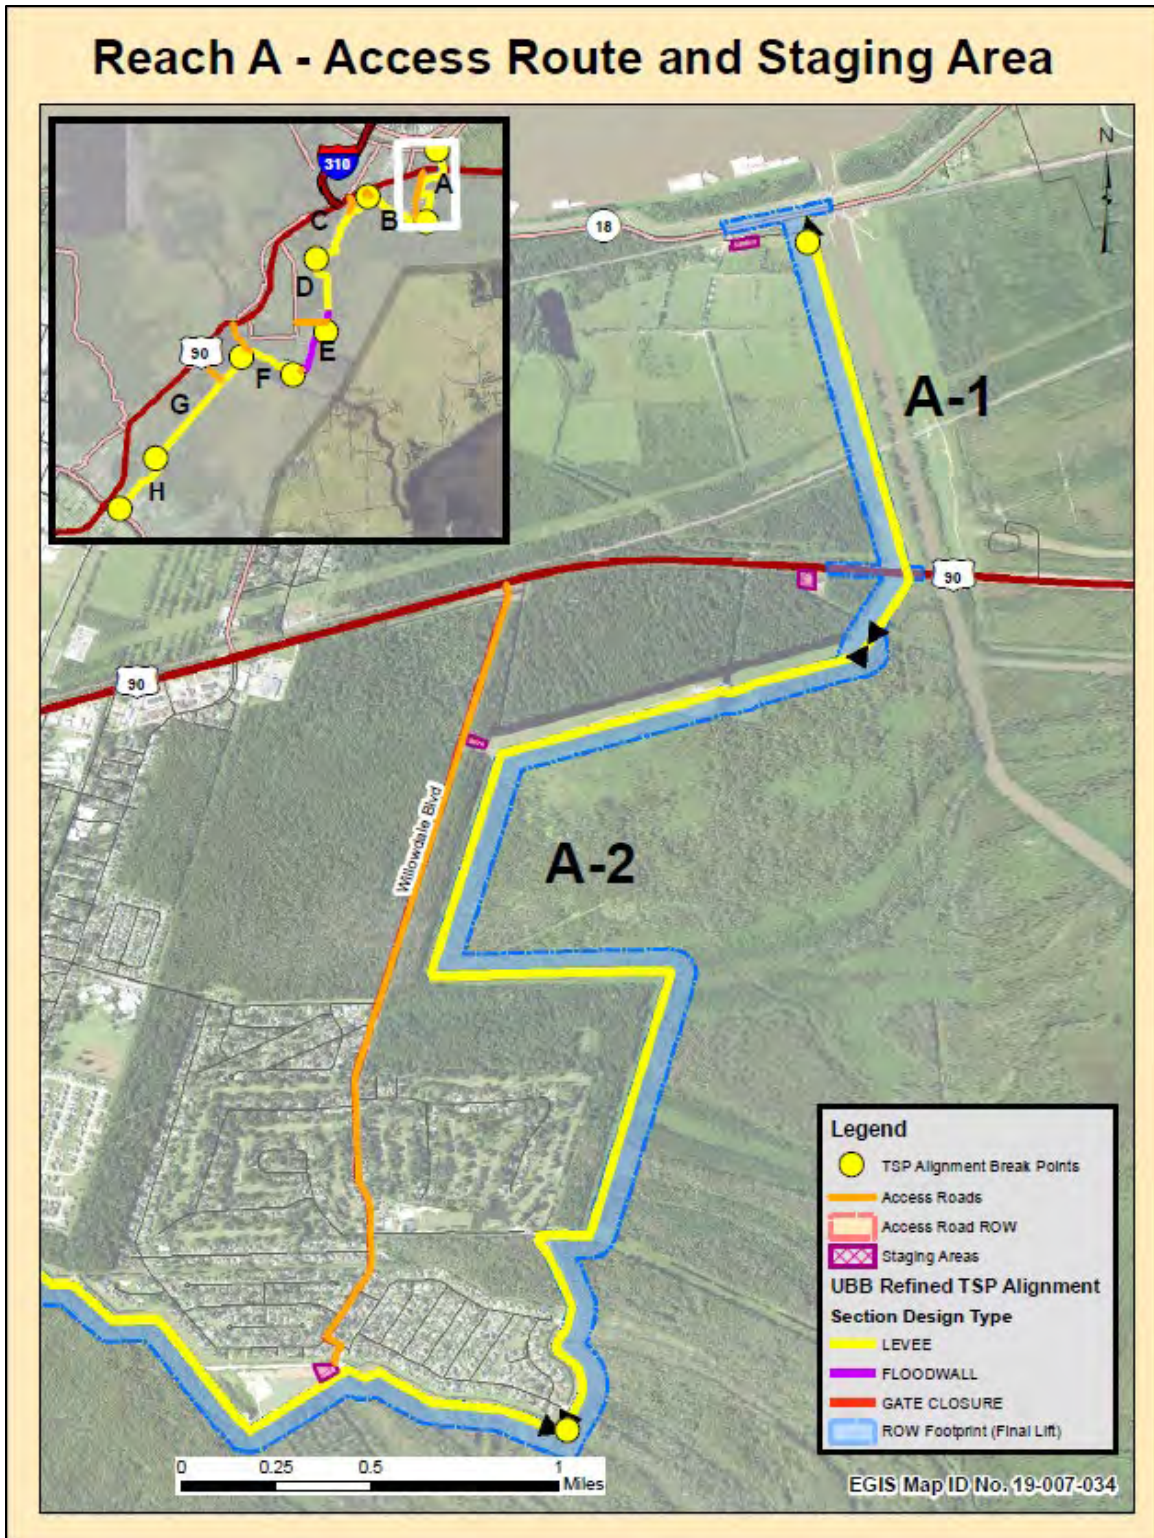 Reach A - Access Route and Staging Area
310
A
C
B
D
E
90
F
G
H
18
N
A-1
90
90
Willowdale Blvd
A-2
Legend
TSP Alignment Break Points
Access Roads
Access Road ROW
Staging Areas
UBB Refined TSP Alignment
Section Design Type
LEVEE
FLOODWALL
GATE CLOSURE
ROW Footprint (Final Lift)
0 0.25 0.5 1
Miles
EGIS Map ID No. 19-007-034